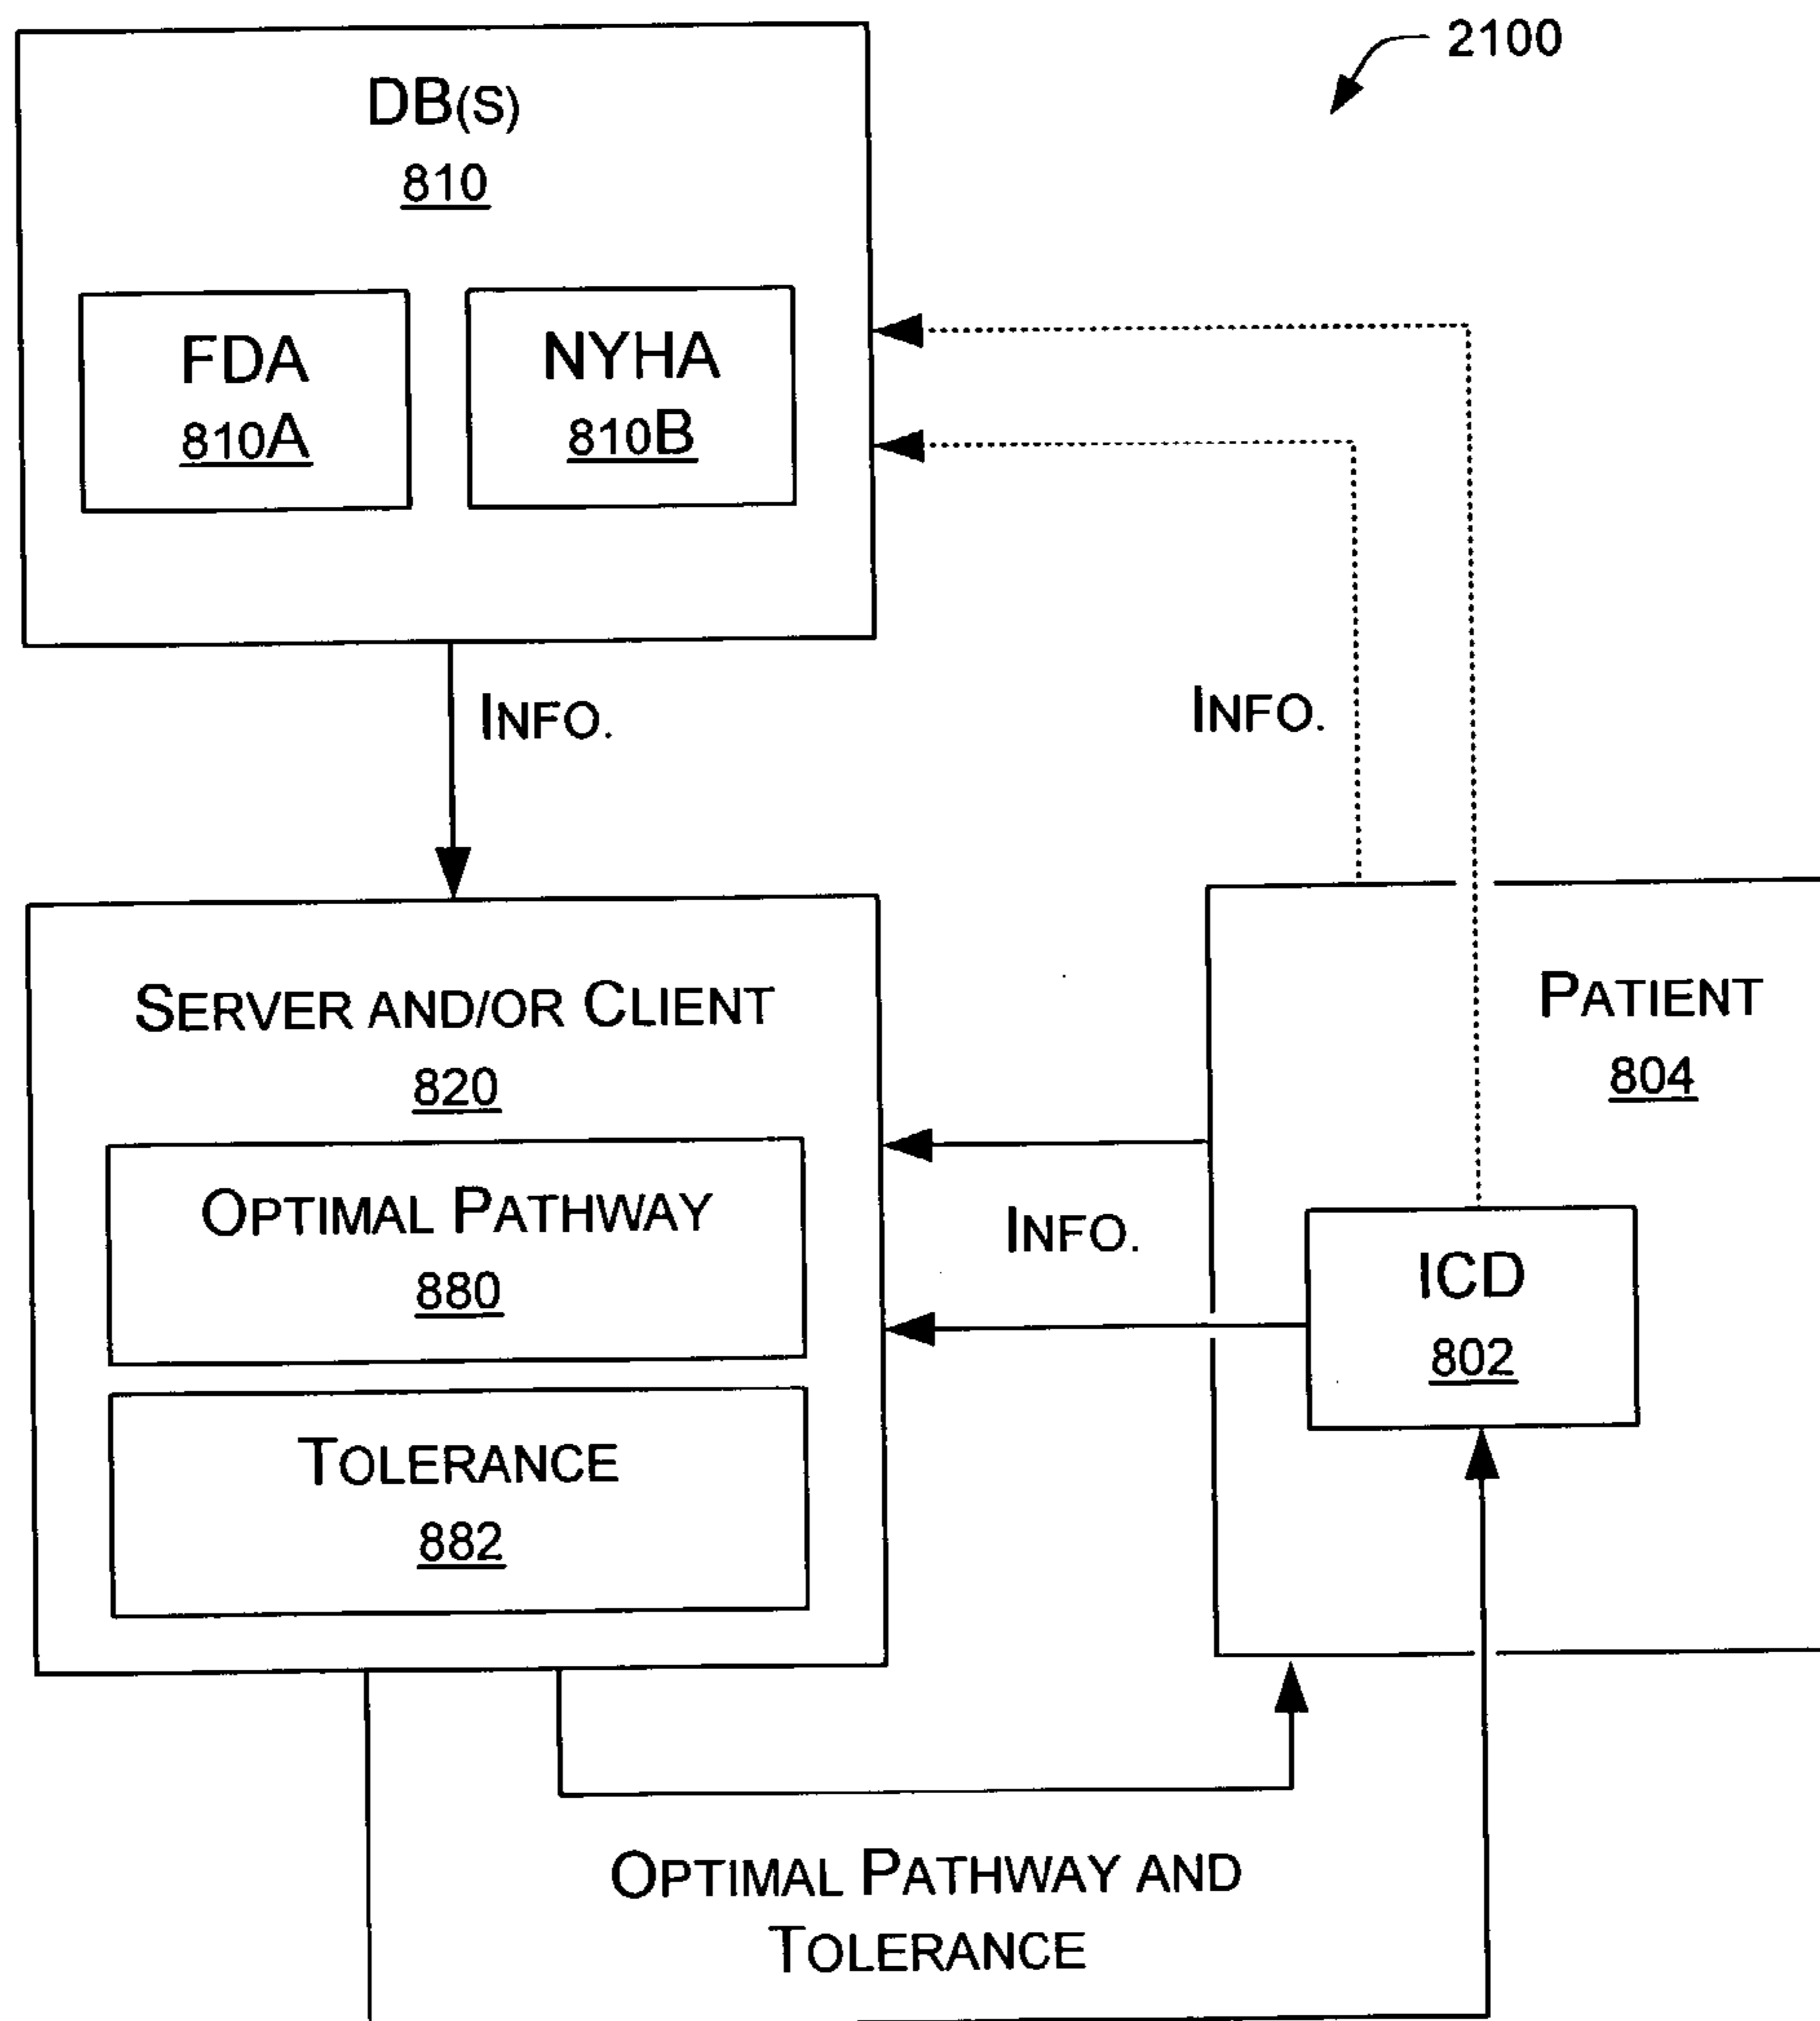 2100
DB(S)
810
FDA
810A
NYHA
810B
INFO.
INFO.
SERVER AND/OR CLIENT
820
PATIENT
804
OPTIMAL PATHWAY
880
INFO.
ICD
802
TOLERANCE
882
OPTIMAL PATHWAY AND
TOLERANCE